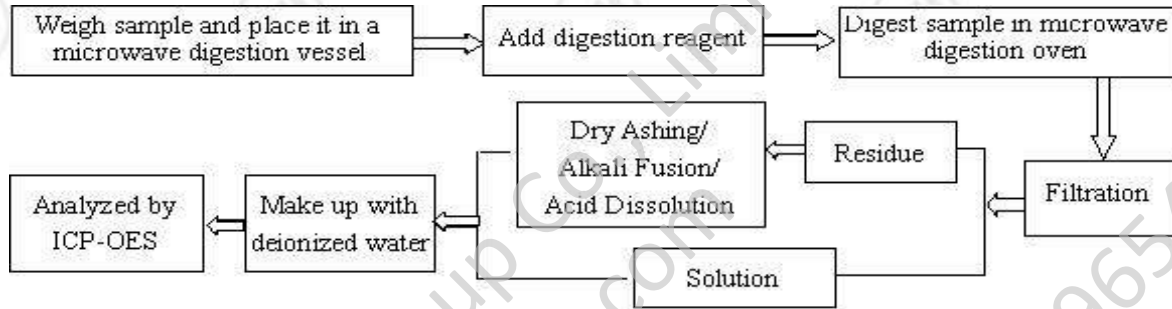 Weigh sample and place it in a
microwave digestion vessel
Add digestion reagent
Digest sample in microwave
digestion oven
Filtration
Residue
Solution
Dry Ashing/
Alkali Fusion/
Acid Dissolution
Make up with
deionized water
Analyzed by
ICP-OES